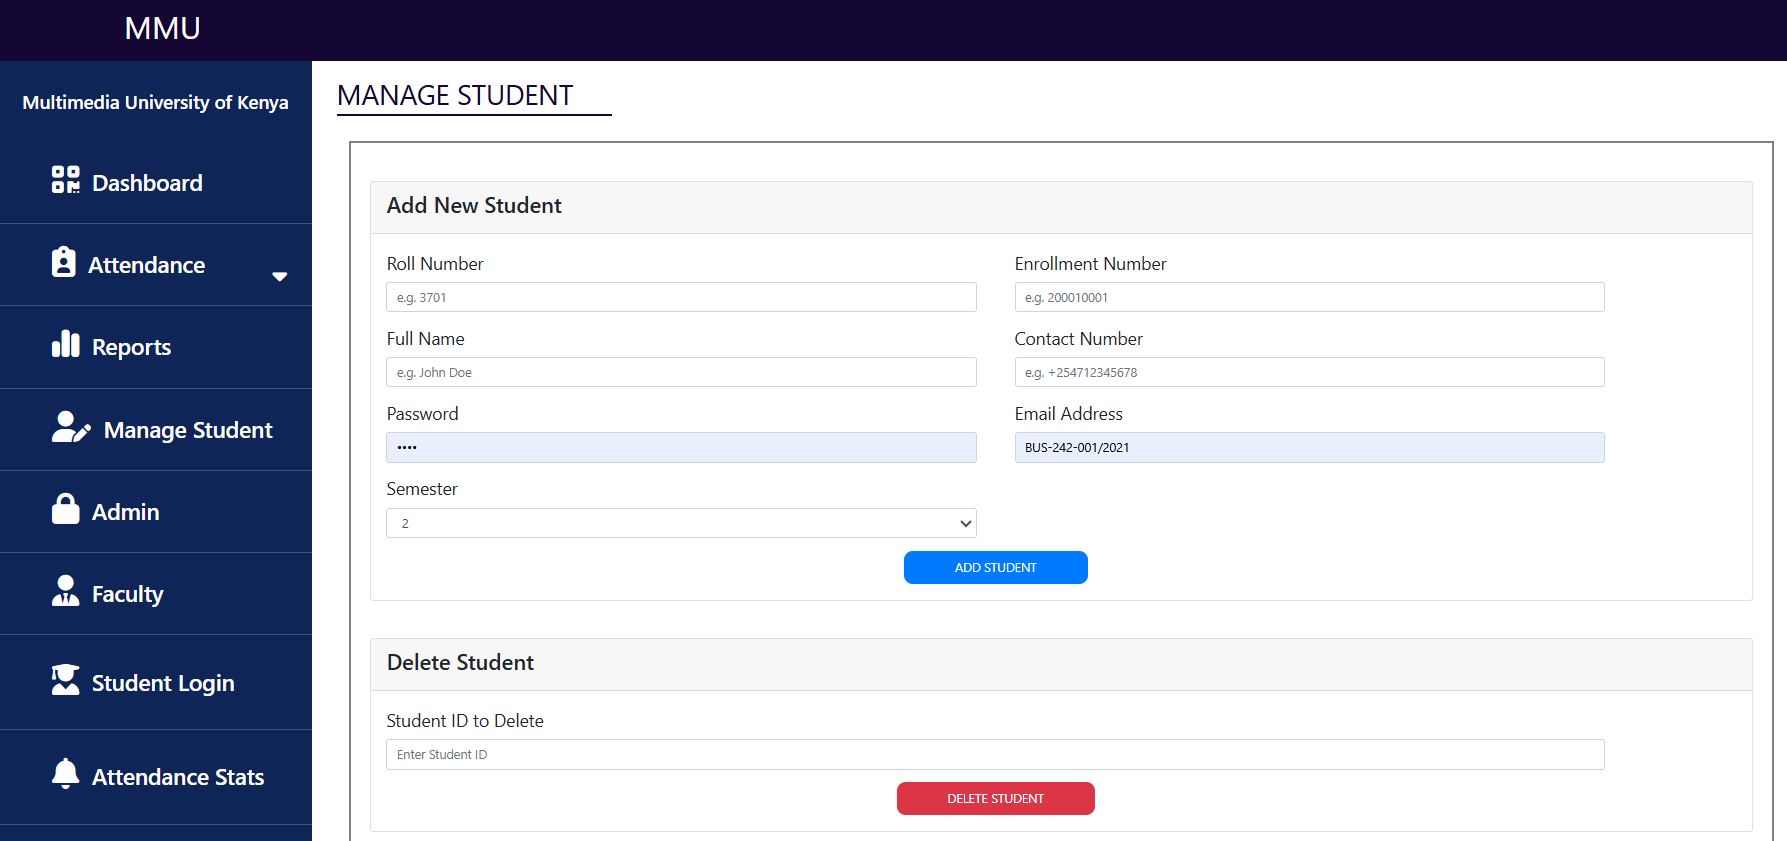 MMU
Multimedia University of Kenya
Dashboard
Attendance
Reports
Manage Student
Admin
Faculty
Student Login
Attendance Stats
MANAGE STUDENT
Add New Student
Roll Number
e.g. 3701
Enrollment Number
e.g. 200010001
Full Name
e.g. John Doe
Contact Number
e.g. +254712345678
Password
••••
Email Address
BUS-242-001/2021
Semester
2
ADD STUDENT
Delete Student
Student ID to Delete
Enter Student ID
DELETE STUDENT